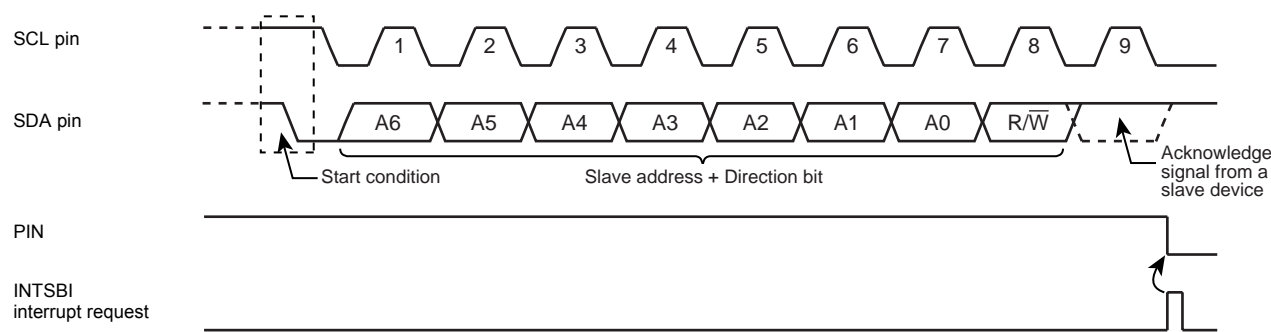 SCL pin
1 2 3 4 5 6 7 8 9
SDA pin
A6 A5 A4 A3 A2 A1 A0 R/W̅
Start condition
Slave address + Direction bit
Acknowledge
signal from a
slave device
PIN
INTSBI
interrupt request